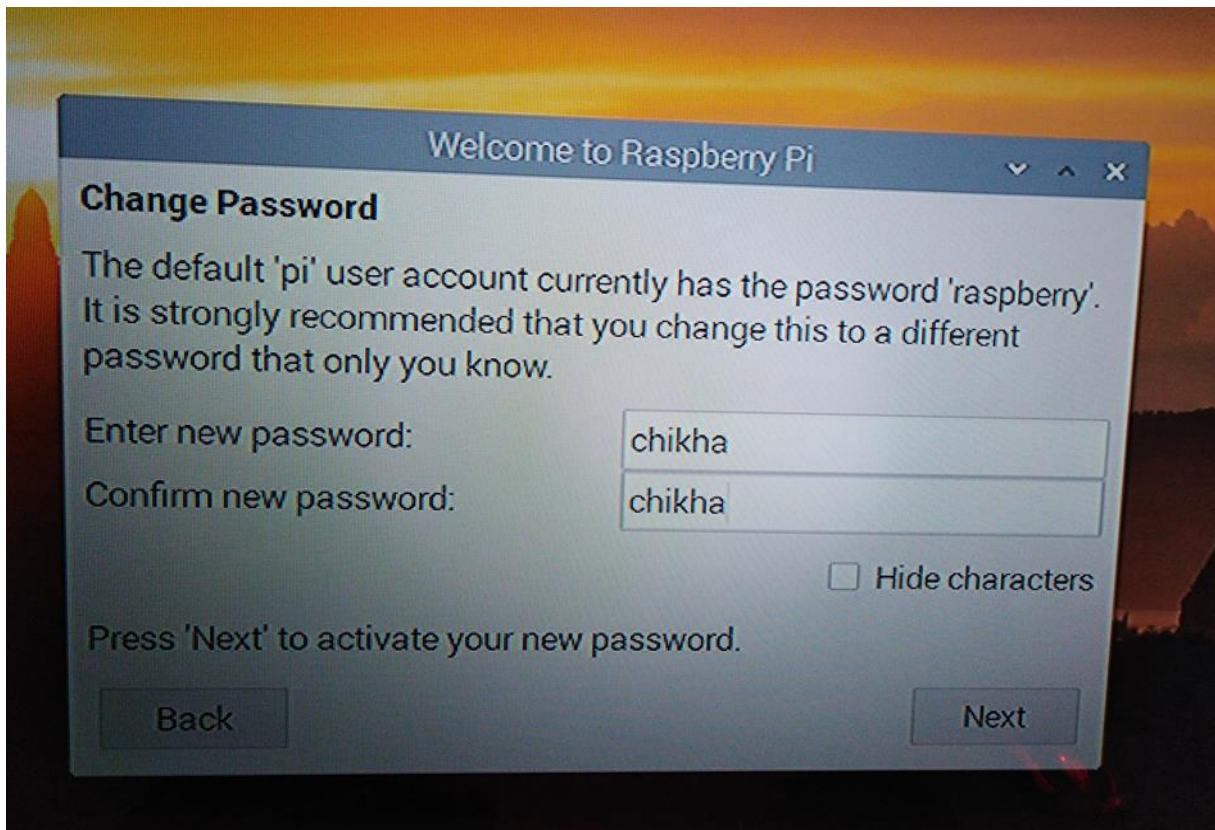 Welcome to Raspberry Pi
Change Password
The default 'pi' user account currently has the password 'raspberry'.
It is strongly recommended that you change this to a different
password that only you know.
Enter new password: chikha
Confirm new password: chikha
Hide characters
Press 'Next' to activate your new password.
Back Next